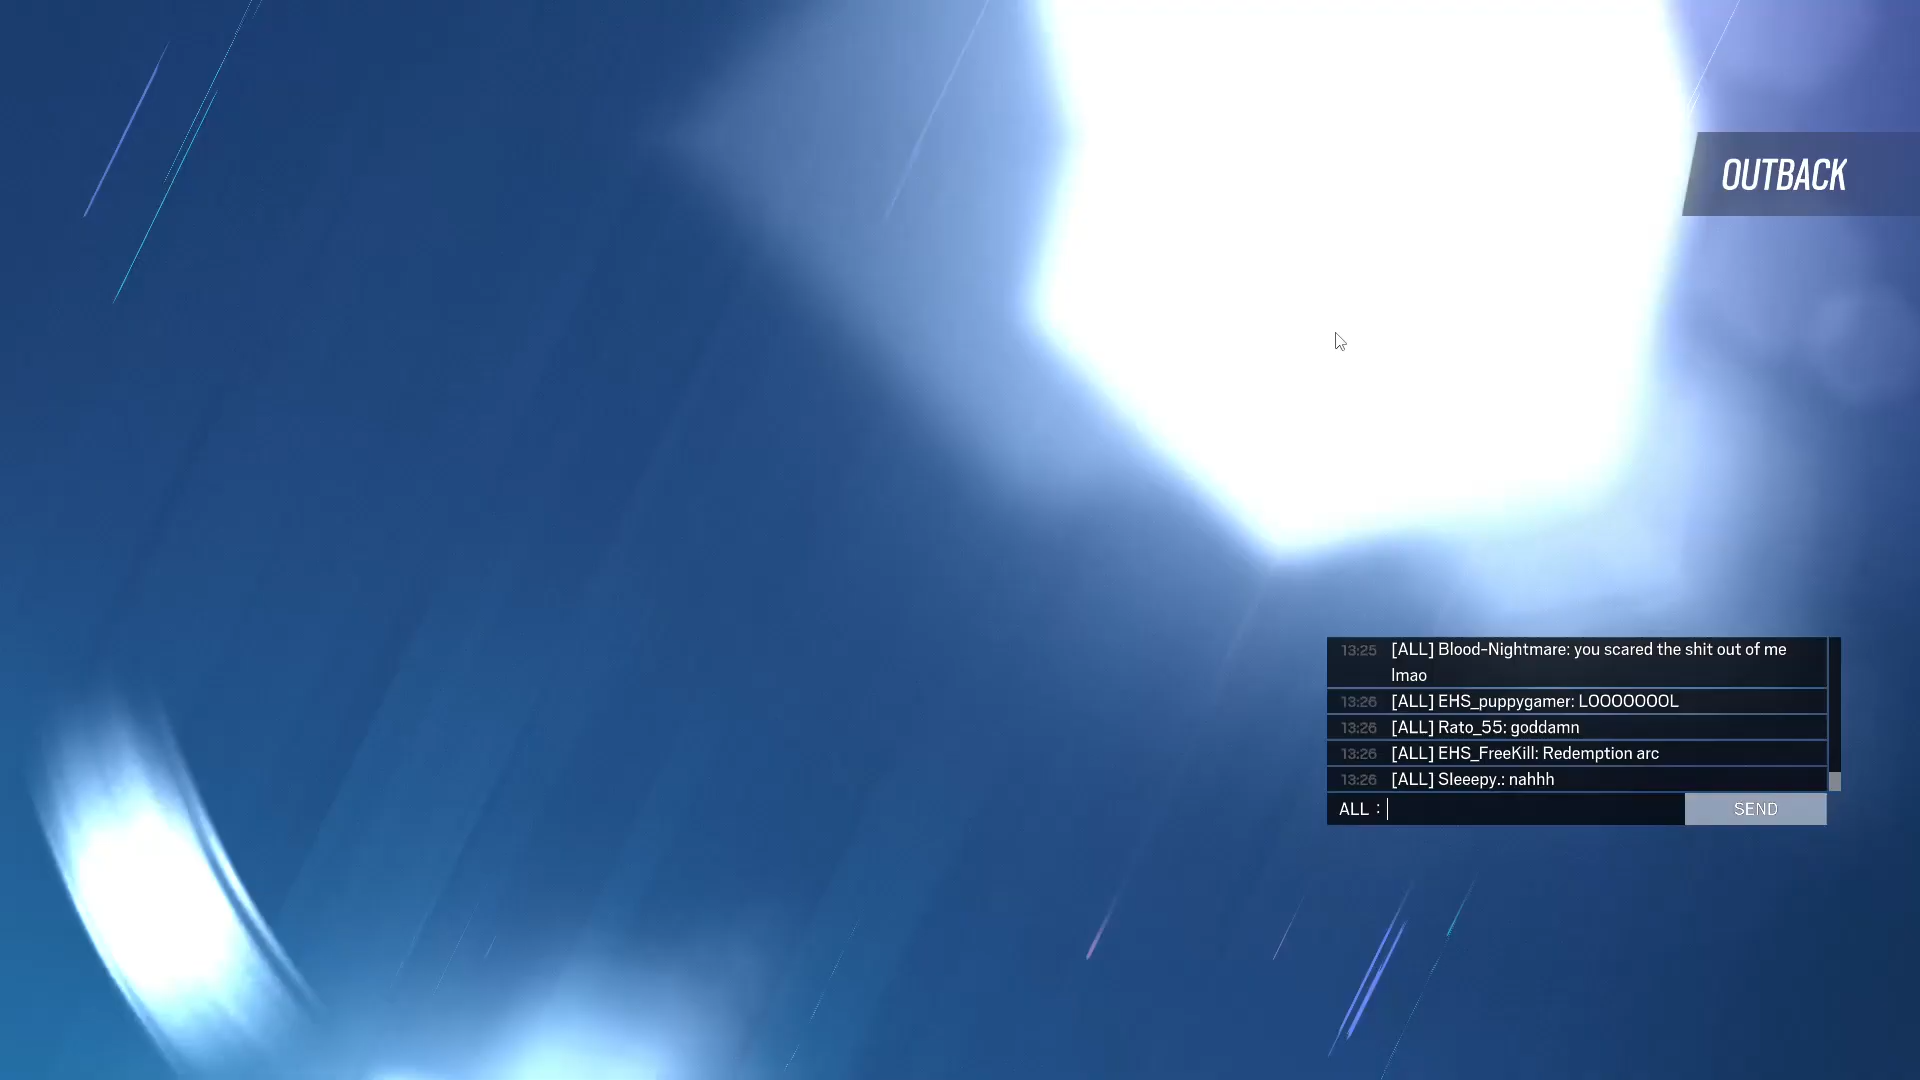 OUTBACK
13:25 [ALL] Blood-Nightmare: you scared the shit out of me
lmao
13:26 [ALL] EHS_puppygamer: LOOOOOOOL
13:26 [ALL] Rato_55: goddamn
13:26 [ALL] EHS_FreeKill: Redemption arc
13:26 [ALL] Sleeepy.: nahhh
ALL : SEND